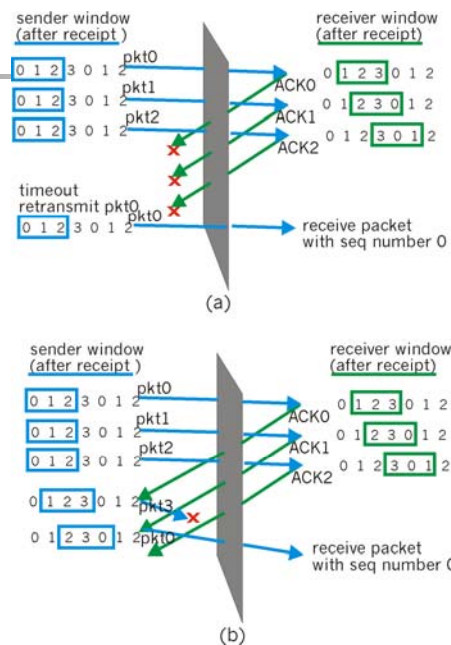 sender window
(after receipt)
receiver window
(after receipt)
0 1 2 3 0 1 2 pkt0
ACK0 0 1 2 3 0 1 2
0 1 2 3 0 1 2 pkt1
ACK1 0 1 2 3 0 1 2
0 1 2 3 0 1 2 pkt2
ACK2 0 1 2 3 0 1 2
timeout
retransmit pkt0
0 1 2 3 0 1 2 pkt0
receive packet
with seq number 0
(a)
sender window
(after receipt)
receiver window
(after receipt)
0 1 2 3 0 1 2 pkt0
ACK0 0 1 2 3 0 1 2
0 1 2 3 0 1 2 pkt1
ACK1 0 1 2 3 0 1 2
0 1 2 3 0 1 2 pkt2
ACK2 0 1 2 3 0 1 2
0 1 2 3 0 1 2 pkt3
0 1 2 3 0 1 2 pkt0
receive packet
with seq number 0
(b)